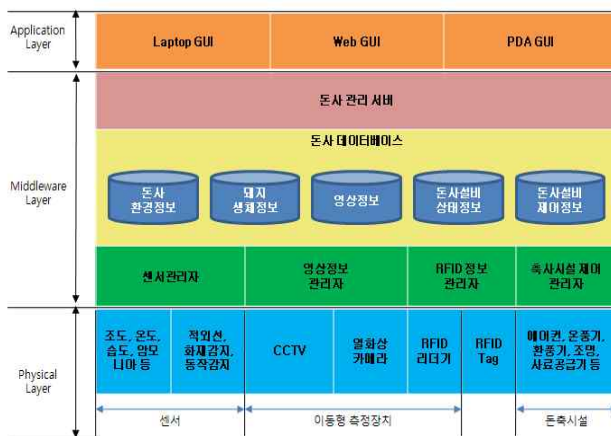 Application
Layer
Laptop GUI
Web GUI
PDA GUI
Middleware
Layer
돈사 관리 서버
돈사 데이터베이스
돈사
환경정보
돼지
생체정보
영상정보
돈사설비
상태정보
돈사설비
제어정보
센서관리자
영상정보
관리자
RFID 정보
관리자
축사시설 제어
관리자
Physical
Layer
조도, 온도,
습도, 암모
니아 등
적외선,
화재감지,
동작감지
CCTV
열화상
카메라
RFID
리더기
RFID
Tag
에어컨, 온풍기,
환풍기, 조명,
사료공급기 등
센서
이동형 측정장치
돈축시설